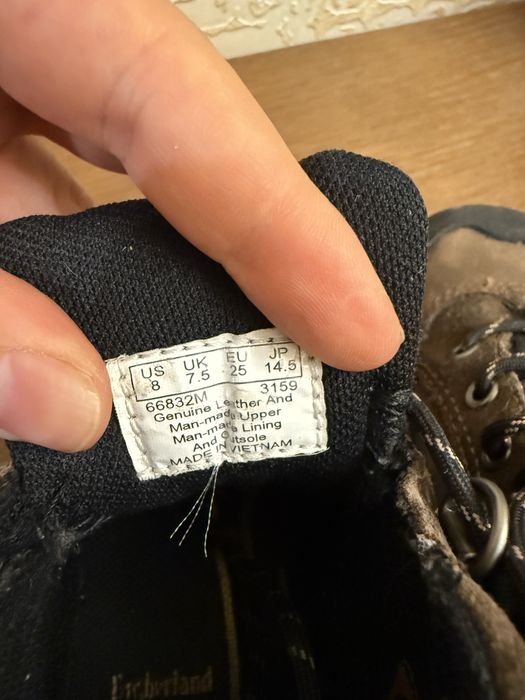 US UK EU JP
8 7.5 25 14.5
66832M 3159
Genuine Leather And
Man-made Upper
Man-made Lining
And Outsole
MADE IN VIETNAM
Timberland